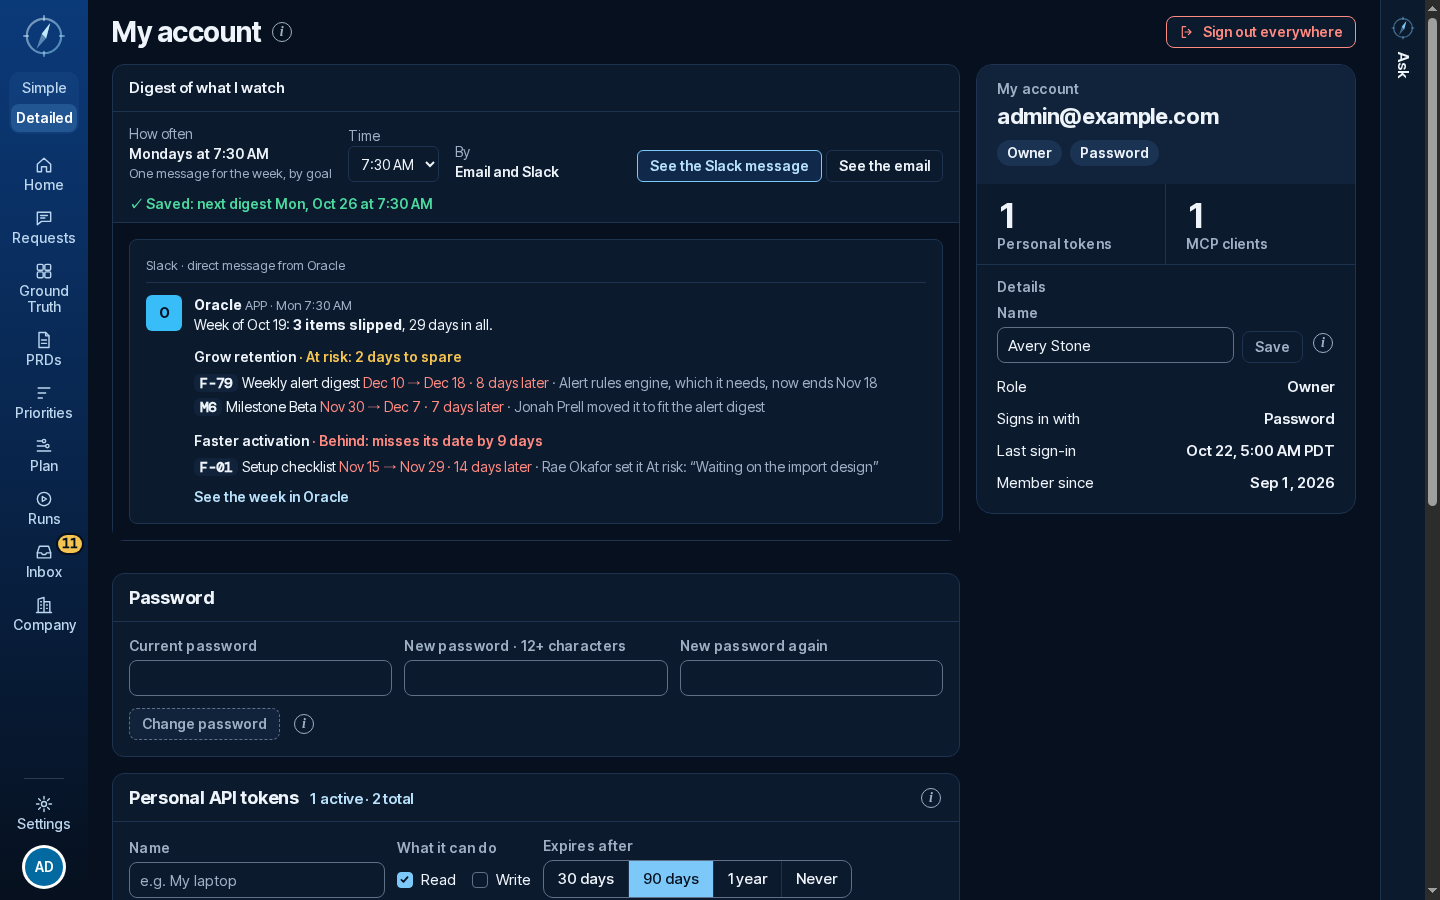 Simple
Detailed
Home
Requests
Ground
Truth
PRDs
Priorities
Plan
Runs
11
Inbox
Company
Settings
AD
My account
i
Sign out everywhere
Digest of what I watch
How often
Mondays at 7:30 AM
One message for the week, by goal
Time
7:30 AM
By
Email and Slack
See the Slack message
See the email
✓ Saved: next digest Mon, Oct 26 at 7:30 AM
Slack · direct message from Oracle
O
Oracle APP · Mon 7:30 AM
Week of Oct 19: 3 items slipped, 29 days in all.
Grow retention · At risk: 2 days to spare
F-79 Weekly alert digest Dec 10 → Dec 18 · 8 days later · Alert rules engine, which it needs, now ends Nov 18
M6 Milestone Beta Nov 30 → Dec 7 · 7 days later · Jonah Prell moved it to fit the alert digest
Faster activation · Behind: misses its date by 9 days
F-01 Setup checklist Nov 15 → Nov 29 · 14 days later · Rae Okafor set it At risk: “Waiting on the import design”
See the week in Oracle
Password
Current password
New password · 12+ characters
New password again
Change password
i
Personal API tokens 1 active · 2 total
i
Name
e.g. My laptop
What it can do
Read
Write
Expires after
30 days
90 days
1 year
Never
My account
admin@example.com
Owner
Password
1
Personal tokens
1
MCP clients
Details
Name
Avery Stone
Save
i
Role
Owner
Signs in with
Password
Last sign-in
Oct 22, 5:00 AM PDT
Member since
Sep 1, 2026
Ask